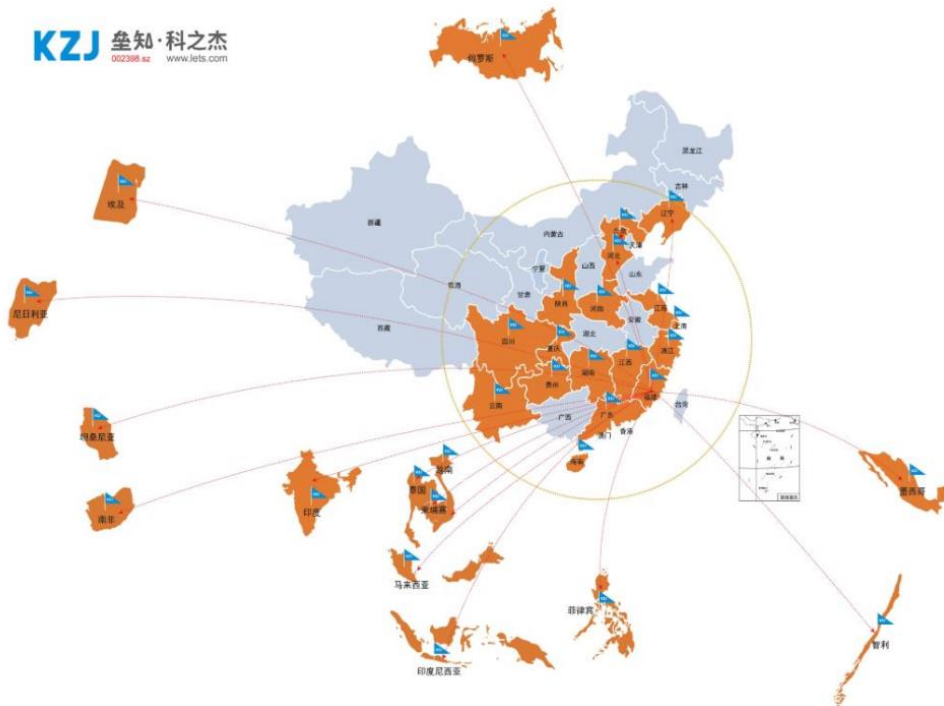 KZJ 垒知·科之杰
002398.sz www.lets.com
俄罗斯
黑龙江
吉林
辽宁
新疆
内蒙古
埃及
北京
天津
河北
山西
山东
宁夏
青海
甘肃
陕西
河南
江苏
安徽
上海
尼日利亚
西藏
四川
重庆
湖北
浙江
江西
湖南
贵州
福建
云南
广西
广东
台湾
香港
澳门
海南
坦桑尼亚
越南
泰国
柬埔寨
墨西哥
南非
印度
马来西亚
菲律宾
智利
印度尼西亚